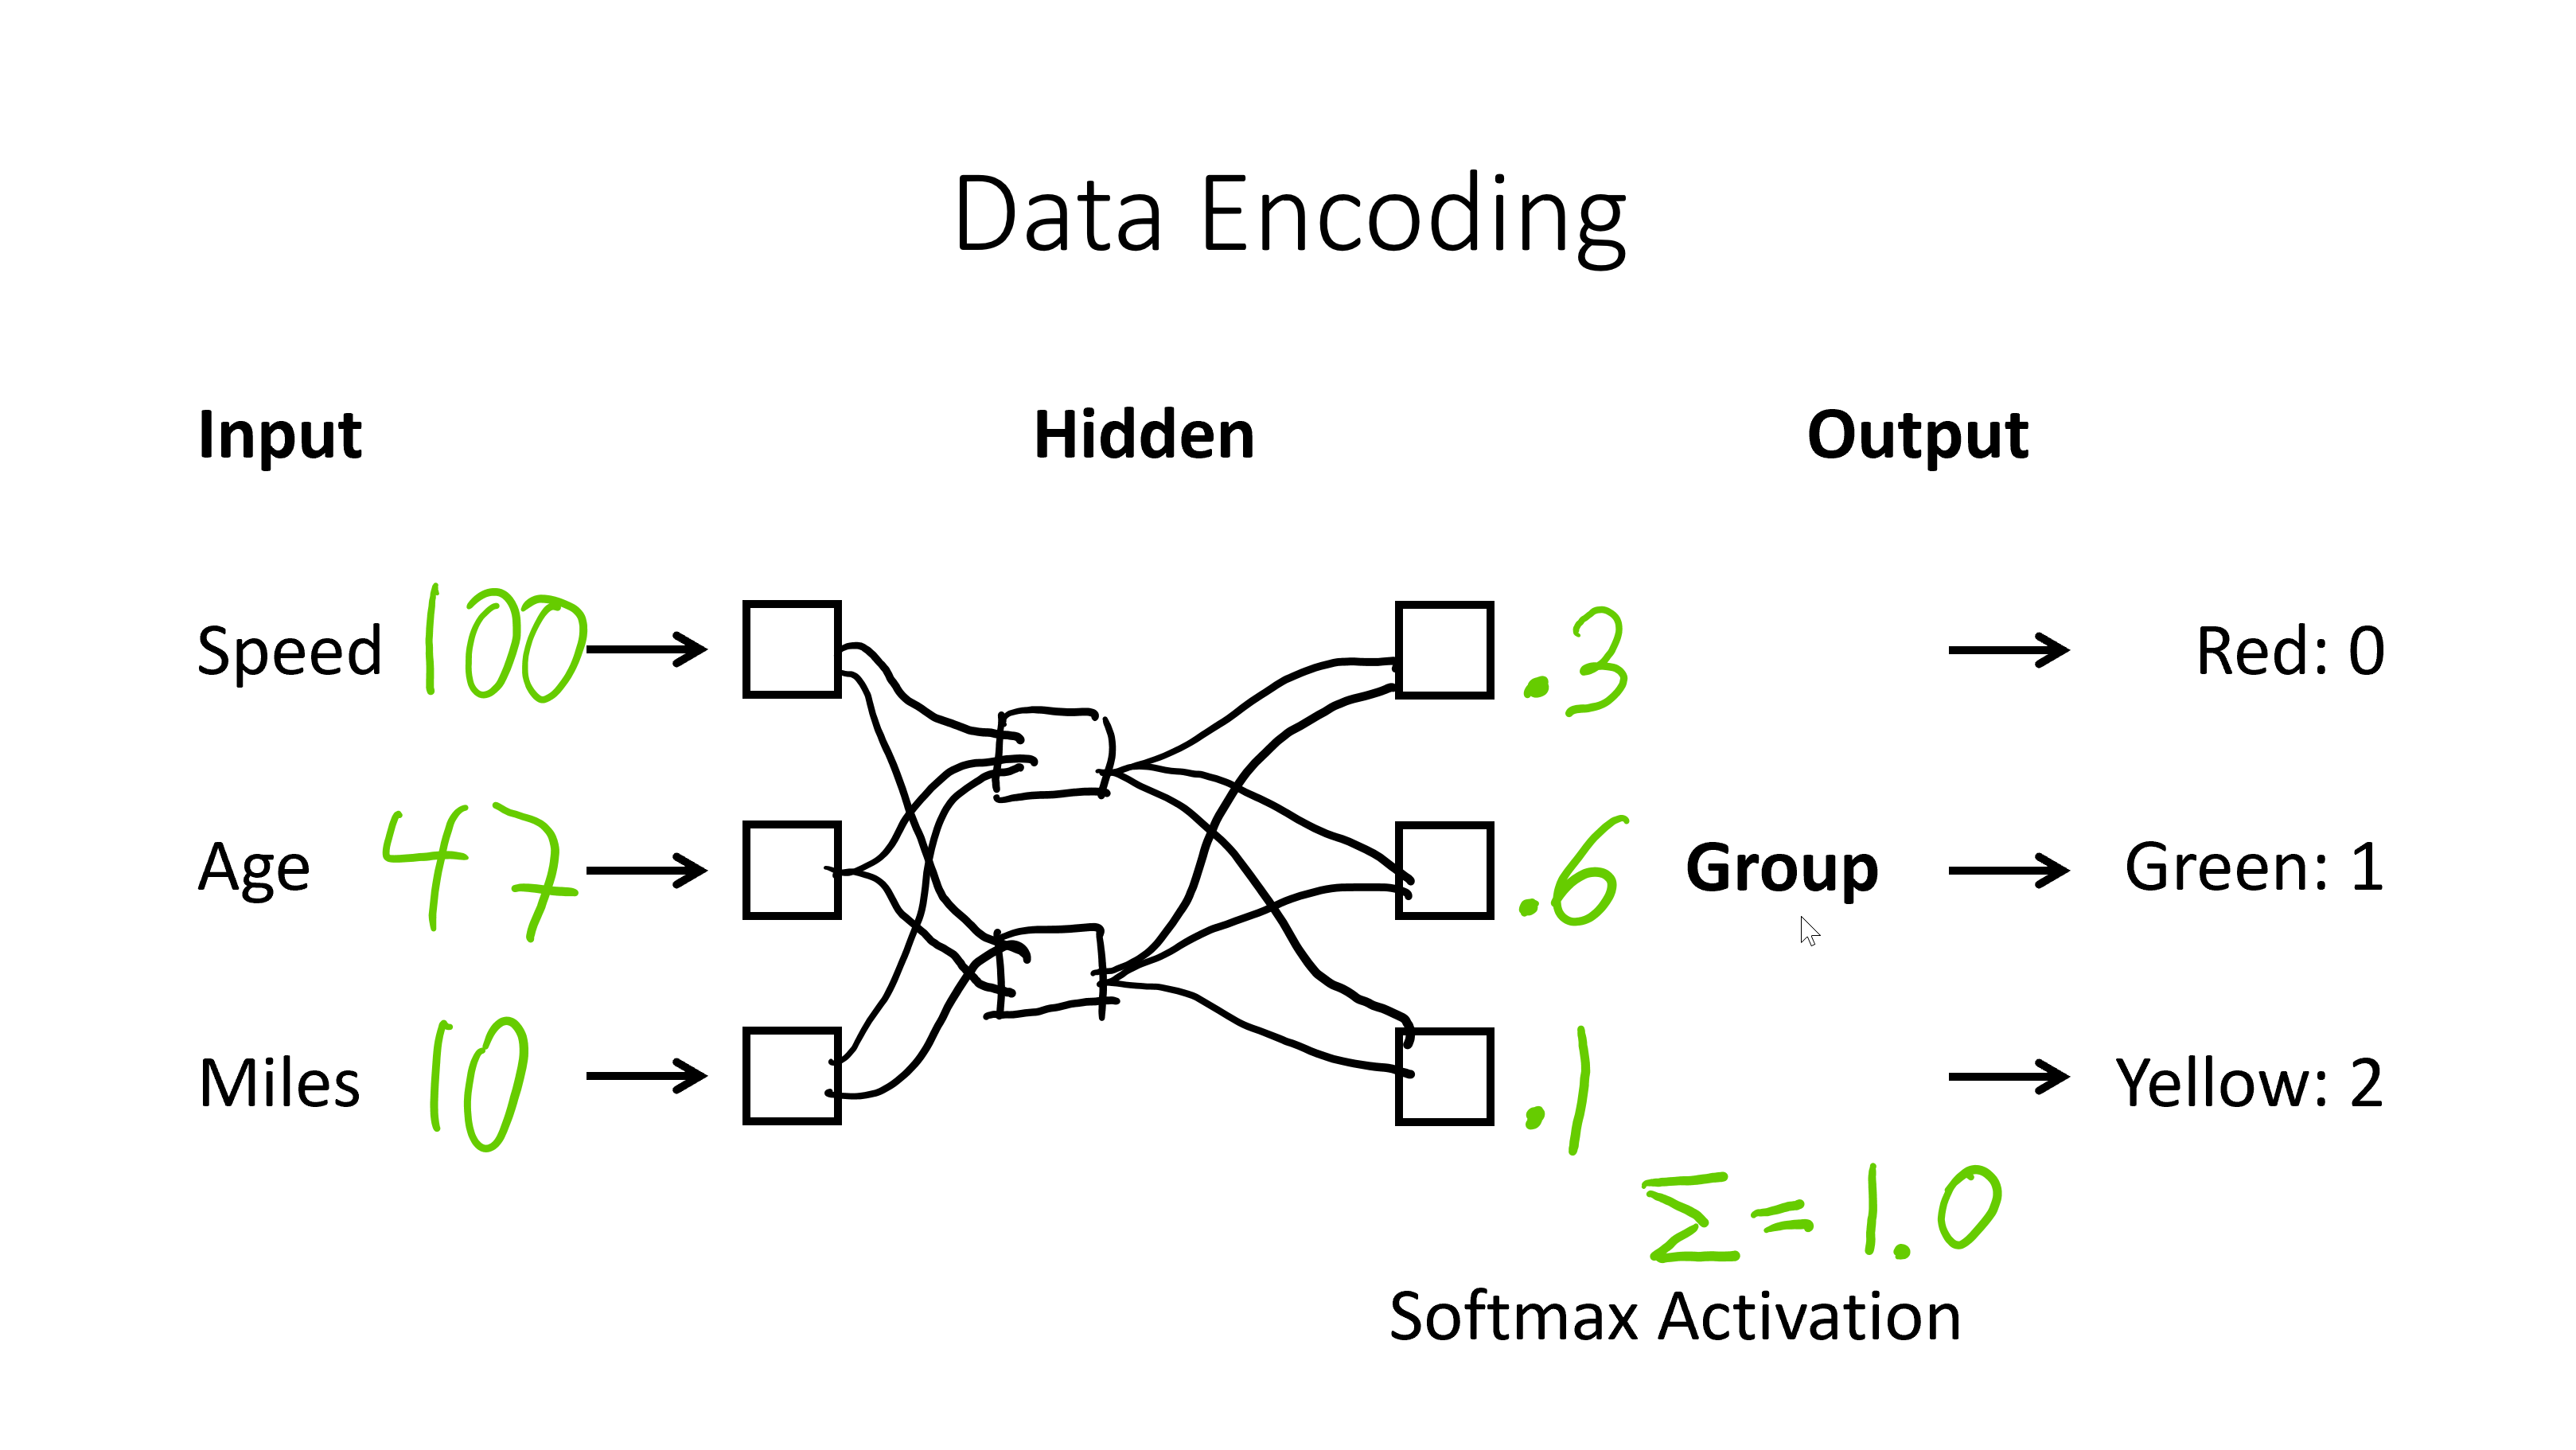 Data Encoding
Input Hidden Output
Speed 100 .3 Red: 0
Age 47 .6 Group Green: 1
Miles 10 .1 Yellow: 2
Σ = 1.0
Softmax Activation